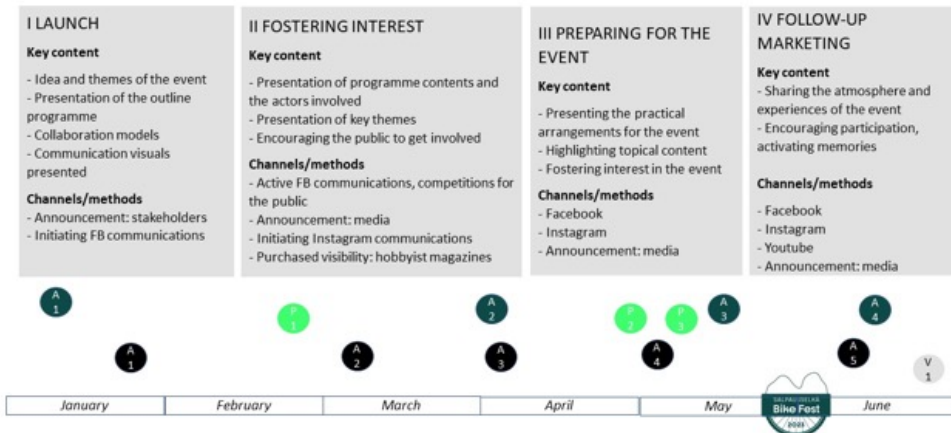 I LAUNCH
Key content
- Idea and themes of the event
- Presentation of the outline
programme
- Collaboration models
- Communication visuals
presented
Channels/methods
- Announcement: stakeholders
- Initiating FB communications
II FOSTERING INTEREST
Key content
- Presentation of programme contents and
the actors involved
- Presentation of key themes
- Encouraging the public to get involved
Channels/methods
- Active FB communications, competitions for
the public
- Announcement: media
- Initiating Instagram communications
- Purchased visibility: hobbyist magazines
III PREPARING FOR THE
EVENT
Key content
- Presenting the practical
arrangements for the event
- Highlighting topical content
- Fostering interest in the event
Channels/methods
- Facebook
- Instagram
- Announcement: media
IV FOLLOW-UP
MARKETING
Key content
- Sharing the atmosphere and
experiences of the event
- Encouraging participation,
activating memories
Channels/methods
- Facebook
- Instagram
- Youtube
- Announcement: media
A
1
P
1
A
2
P
2
P
3
A
3
A
4
A
1
A
2
A
3
A
4
A
5
V
1
January
February
March
April
May
June
SALPAUSSELKÄ
Bike Fest
2021